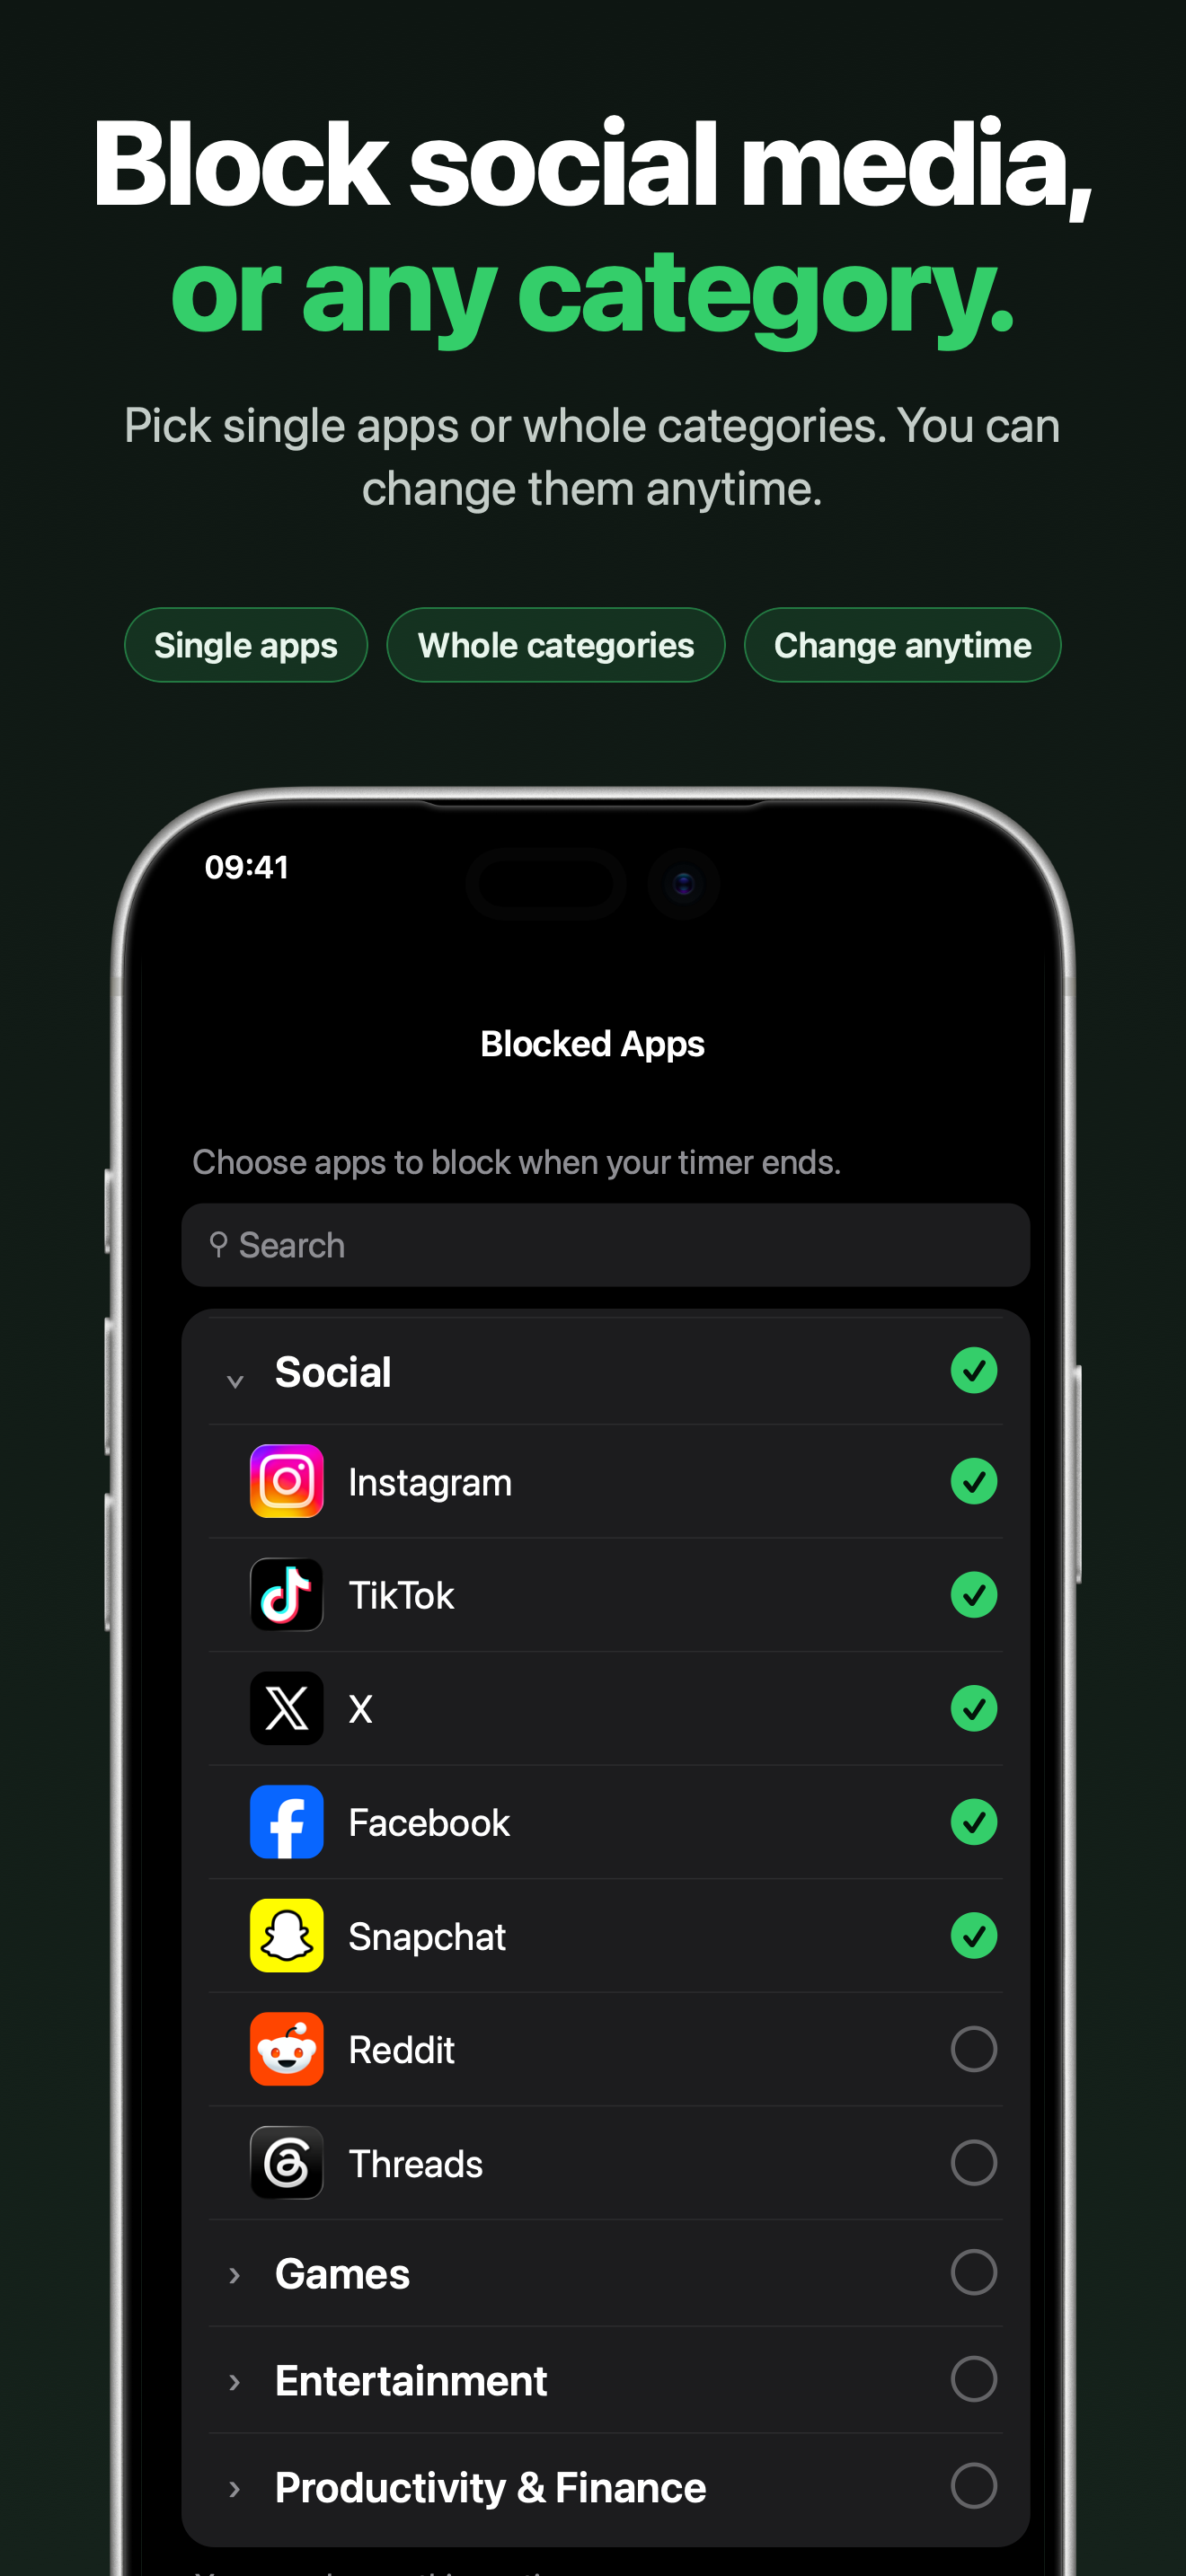 Block social media,
or any category.
Pick single apps or whole categories. You can
change them anytime.
Single apps
Whole categories
Change anytime
09:41
Blocked Apps
Choose apps to block when your timer ends.
Search
Social
Instagram
TikTok
X
Facebook
Snapchat
Reddit
Threads
Games
Entertainment
Productivity & Finance